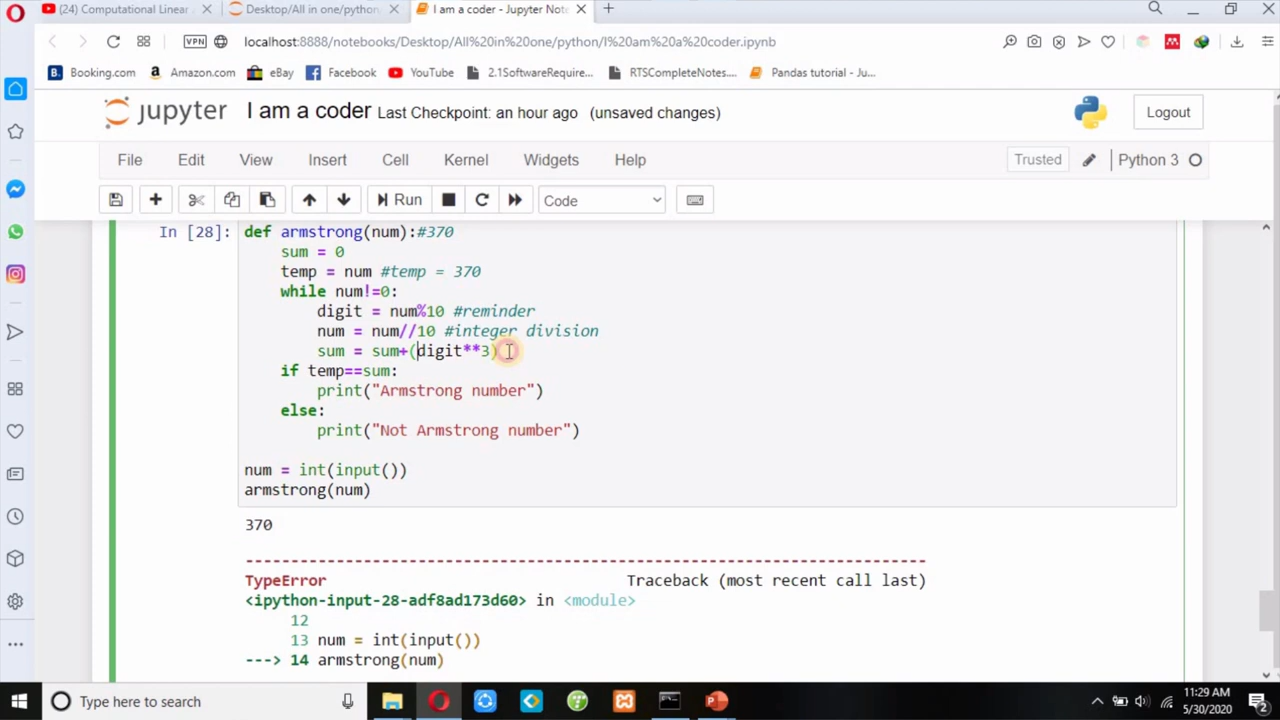 (24) Computational Linear
Desktop/All in one/python
I am a coder - Jupyter Note
VPN
localhost:8888/notebooks/Desktop/All%20in%20one/python/I%20am%20a%20coder.ipynb
Booking.com
Amazon.com
eBay
Facebook
YouTube
2.1SoftwareRequire...
RTSCompleteNotes....
Pandas tutorial - Ju...
jupyter
I am a coder Last Checkpoint: an hour ago (unsaved changes)
Logout
File Edit View Insert Cell Kernel Widgets Help
Trusted
Python 3
Run
Code
In [28]:
def armstrong(num):#370
    sum = 0
    temp = num #temp = 370
    while num!=0:
        digit = num%10 #reminder
        num = num//10 #integer division
        sum = sum+(digit**3)
    if temp==sum:
        print("Armstrong number")
    else:
        print("Not Armstrong number")
num = int(input())
armstrong(num)
370
---------------------------------------------------------------------------
TypeError Traceback (most recent call last)
<ipython-input-28-adf8ad173d60> in <module>
12
13 num = int(input())
---> 14 armstrong(num)
Type here to search
11:29 AM
5/30/2020
2